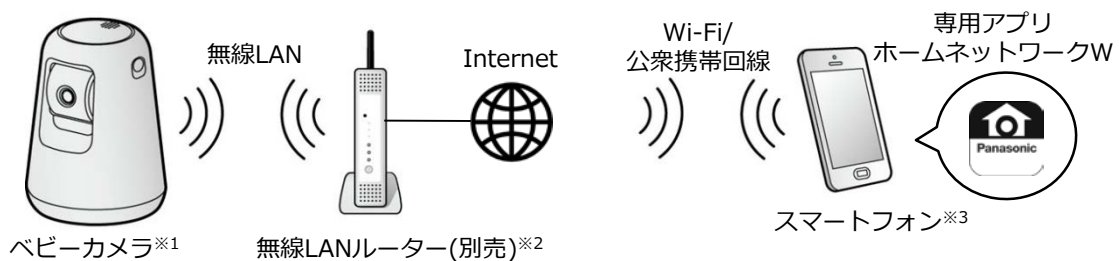 無線LAN
Internet
Wi-Fi/
公衆携帯回線
専用アプリ
ホームネットワークW
Panasonic
ベビーカメラ※1
無線LANルーター(別売)※2
スマートフォン※3